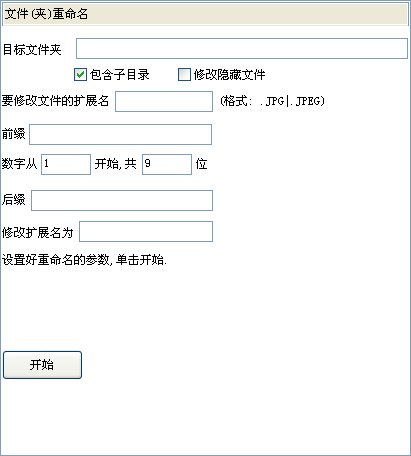 文件(夹)重命名
目标文件夹
包含子目录 修改隐藏文件
要修改文件的扩展名 (格式: .JPG|.JPEG)
前缀
数字从 1 开始,共 9 位
后缀
修改扩展名为
设置好重命名的参数,单击开始.
开始